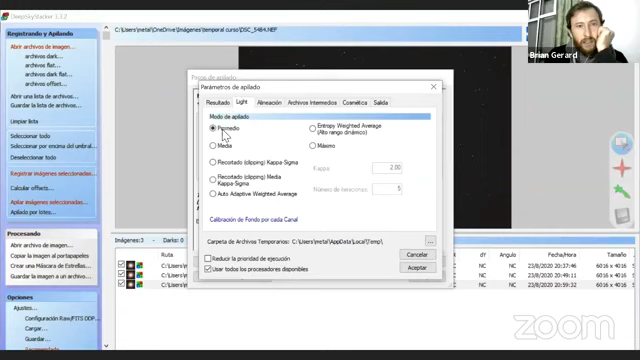 DeepSkyStacker 1.3.2
C:\Users\metal\OneDrive\Imágenes\temporal curso\DSC_5484.NEF
Brian Gerard
Registrando y Apilando
Abrir archivos de imagen...
archivos dark...
archivos flat...
archivos dark flat...
archivos offset...
Abrir una lista de archivos...
Guardar la lista de archivos...
Limpiar lista
Seleccionar todo
Seleccionar por encima del umbral...
Deseleccionar todo
Registrar imágenes seleccionadas...
Calcular offsets...
Apilar imágenes seleccionadas...
Apilado por lotes...
Procesando
Abrir archivo de imagen...
Copiar la imagen al portapapeles
Crear una Máscara de Estrellas...
Guardar la imagen a un archivo...
Opciones
Ajustes...
Configuración Raw/FITS DDP...
Cargar...
Guardar...
Recomendado...
Pasos de apilado
Parámetros de apilado
Resultado
Light
Alineación
Archivos Intermedios
Cosmética
Salida
Modo de apilado
Promedio
Entropy Weighted Average
(Alto rango dinámico)
Media
Máximo
Recortado (clipping) Kappa-Sigma
Kappa
2.00
Recortado (clipping) Media
Kappa-Sigma
Número de iteraciones
5
Auto Adaptive Weighted Average
Calibración de Fondo por cada Canal
Carpeta de Archivos Temporarios: C:\Users\metal\AppData\Local\Temp\
...
Reducir la prioridad de ejecución
Cancelar
Usar todos los procesadores disponibles
Aceptar
Imágenes:3 - Darks: 0
Ruta
dY
Ángulo
Fecha/Hora
Tamaño
C:\Users\metal
NC
NC
23/8/2020 20:37:46
6016 x 4016
C:\Users\metal
NC
NC
23/8/2020 20:49:11
6016 x 4016
C:\Users\metal
NC
NC
23/8/2020 20:59:32
6016 x 4016
zoom